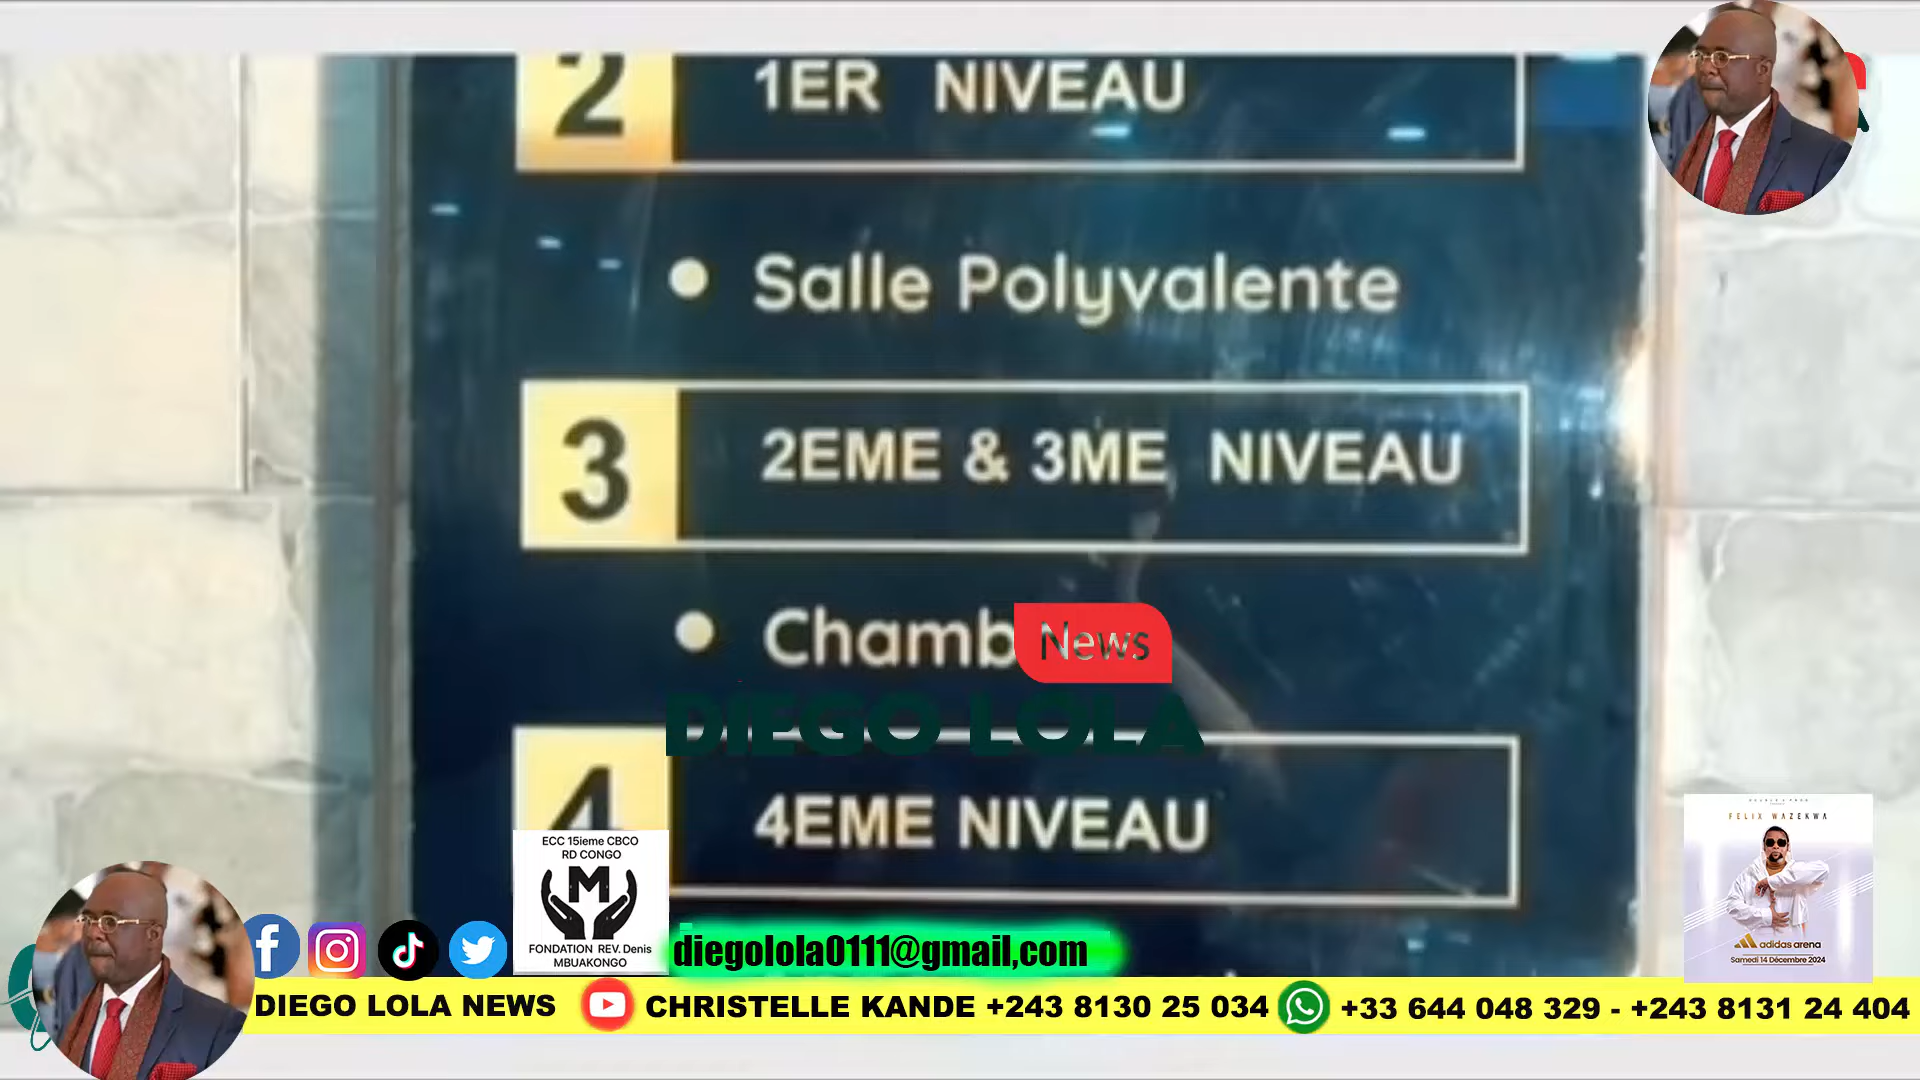 2 1ER NIVEAU
• Salle Polyvalente
3 2EME & 3ME NIVEAU
• Chamb
News
DIEGO LOLA
4 4EME NIVEAU
ECC 15ieme CBCO
RD CONGO
M
FONDATION REV. Denis
MBUAKONGO
diegolola0111@gmail,com
FELIX WAZEKWA
adidas arena
Samedi 14 Décembre 2024
DIEGO LOLA NEWS CHRISTELLE KANDE +243 8130 25 034 +33 644 048 329 - +243 8131 24 404